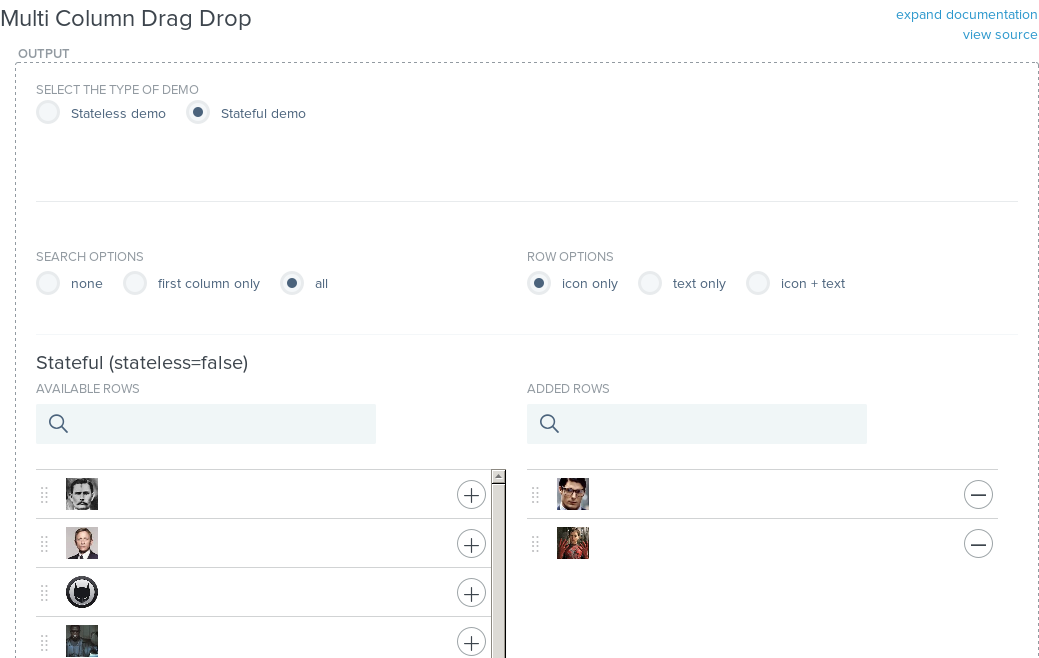 Multi Column Drag Drop
expand documentation
view source
OUTPUT
SELECT THE TYPE OF DEMO
Stateless demo
Stateful demo
SEARCH OPTIONS
none
first column only
all
ROW OPTIONS
icon only
text only
icon + text
Stateful (stateless=false)
AVAILABLE ROWS
ADDED ROWS